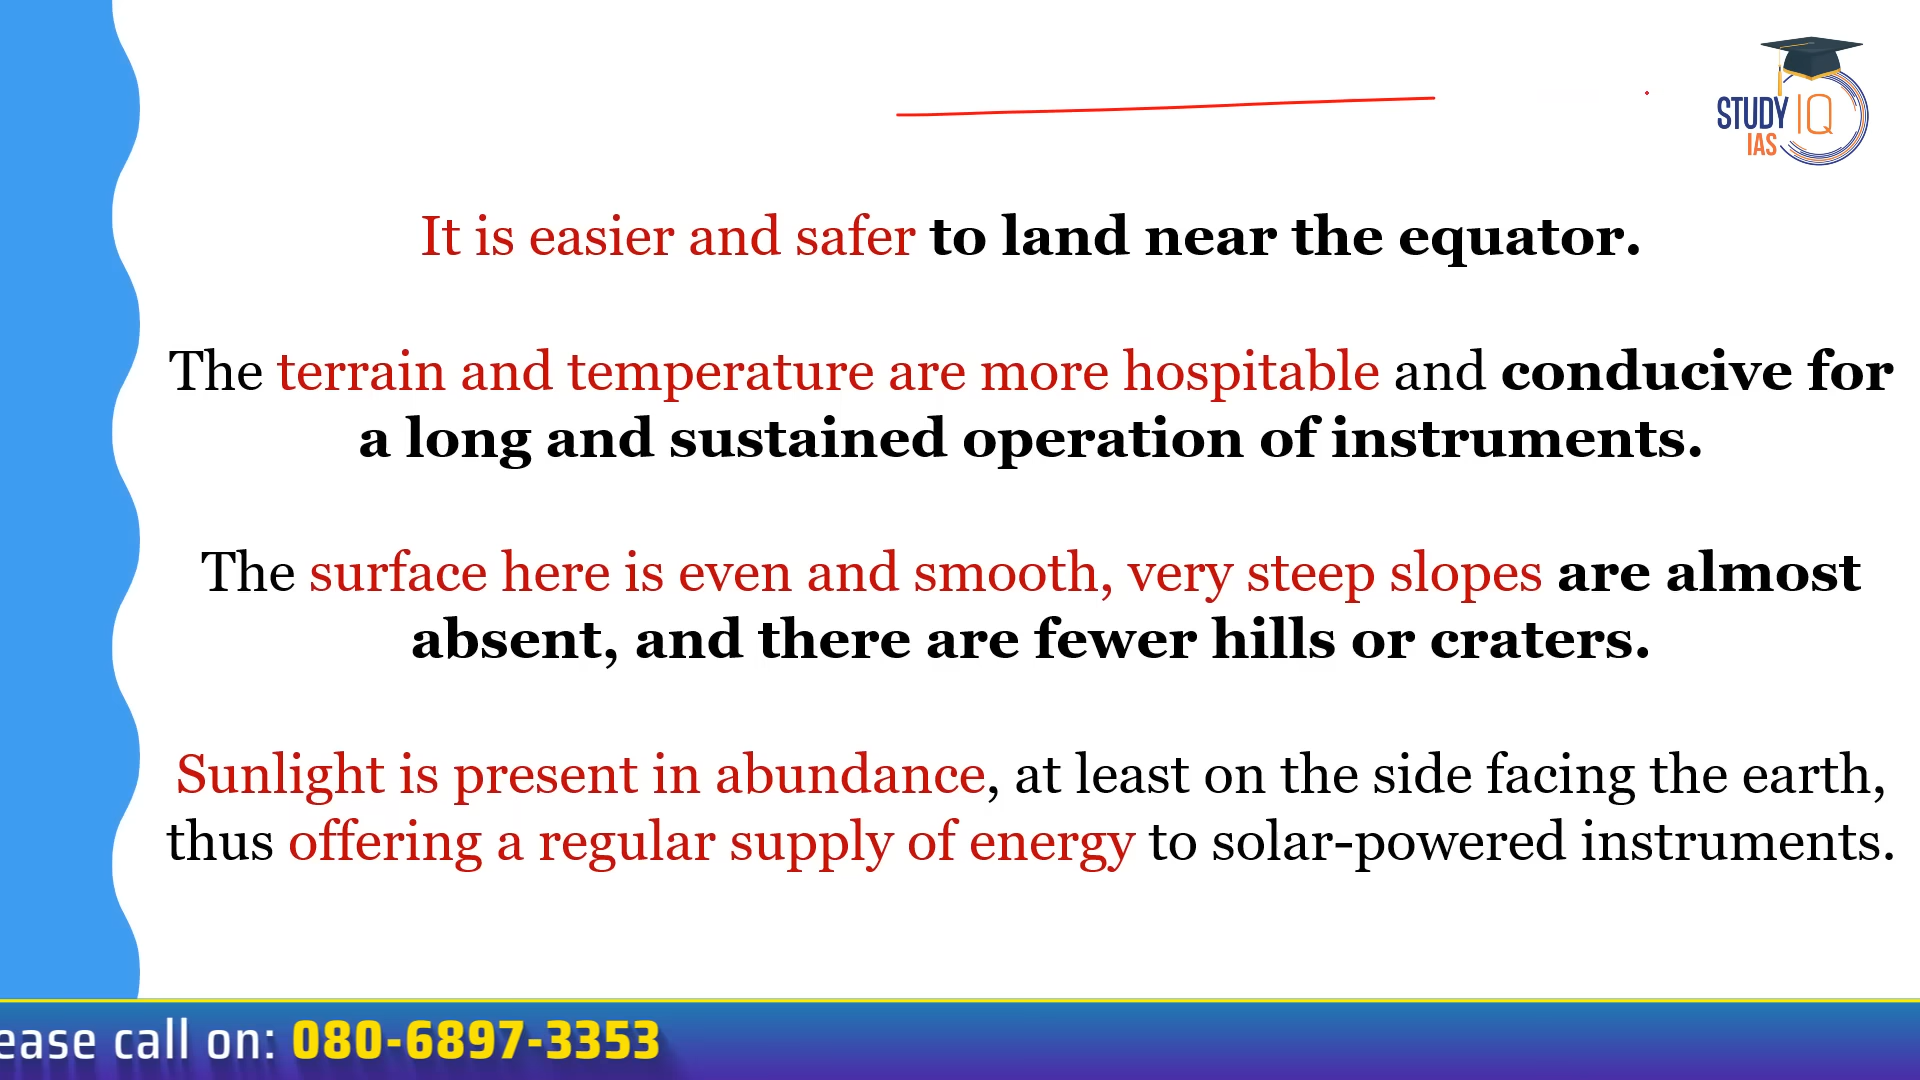 STUDY IQ
IAS
It is easier and safer to land near the equator.
The terrain and temperature are more hospitable and conducive for
a long and sustained operation of instruments.
The surface here is even and smooth, very steep slopes are almost
absent, and there are fewer hills or craters.
Sunlight is present in abundance, at least on the side facing the earth,
thus offering a regular supply of energy to solar-powered instruments.
ease call on: 080-6897-3353